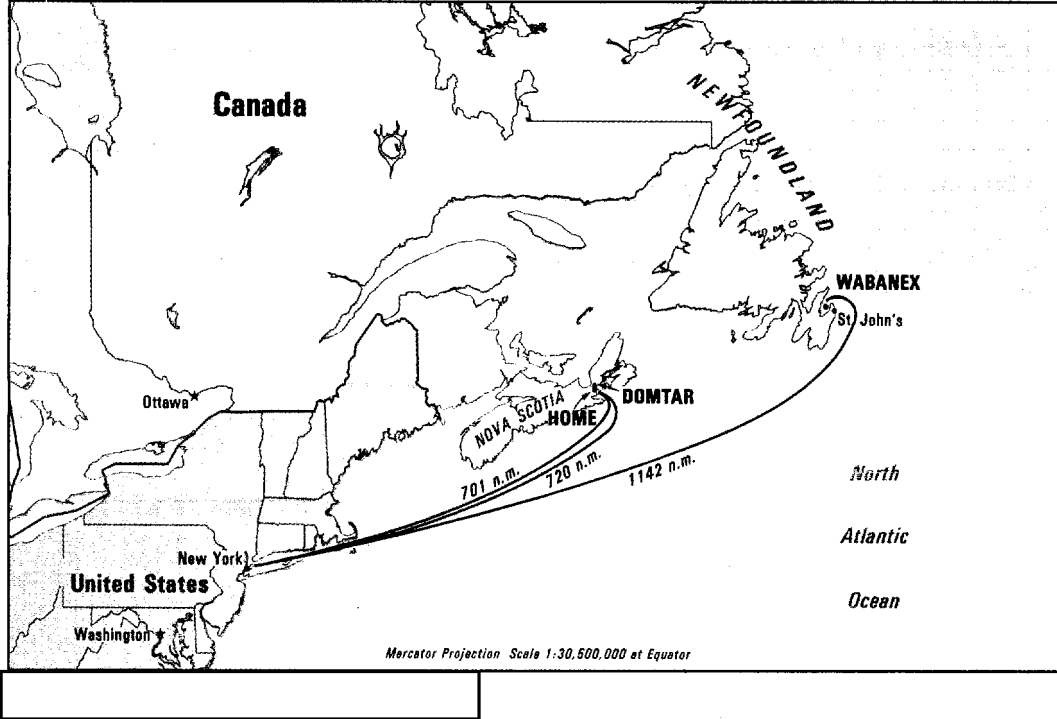 Canada
NEWFOUNDLAND
WABANEX
St. John's
Ottawa
DOMTAR
NOVA SCOTIA
HOME
701 n.m.
720 n.m.
1142 n.m.
North
Atlantic
Ocean
New York
United States
Washington
Mercator Projection Scale 1:30,500,000 at Equator